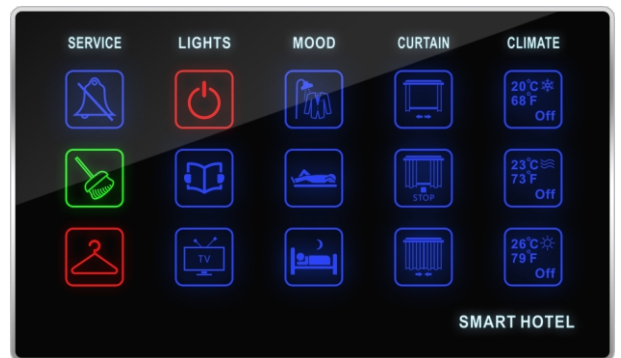 SERVICE
LIGHTS
MOOD
CURTAIN
CLIMATE
20°C
68°F
Off
STOP
23°C
73°F
Off
TV
26°C
79°F
Off
SMART HOTEL